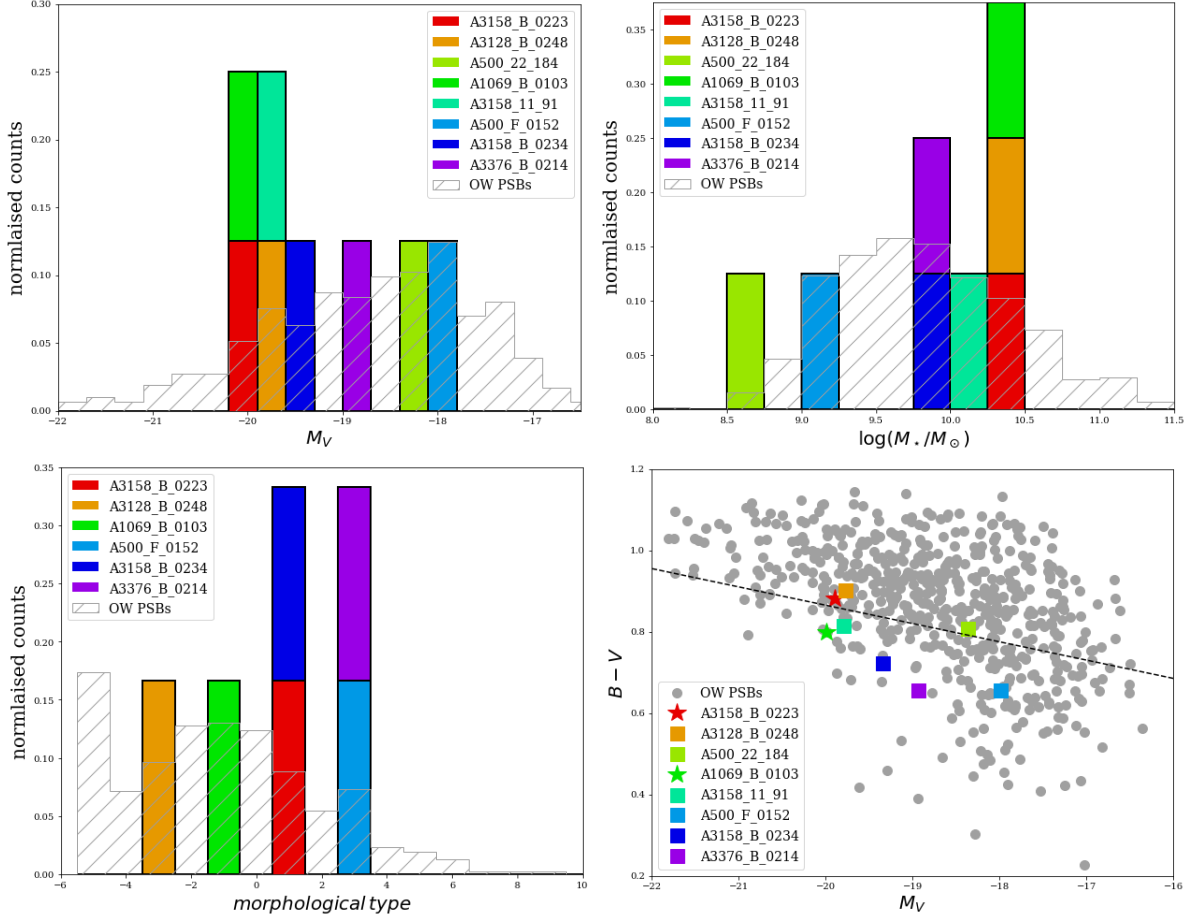 0.30
0.25
0.20
0.15
0.10
0.05
0.00
normlaised counts
−22
−21
−20
−19
−18
−17
M_V
A3158_B_0223
A3128_B_0248
A500_22_184
A1069_B_0103
A3158_11_91
A500_F_0152
A3158_B_0234
A3376_B_0214
OW PSBs
0.35
0.30
0.25
0.20
0.15
0.10
0.05
0.00
normlaised counts
8.0
8.5
9.0
9.5
10.0
10.5
11.0
11.5
log(M⋆/M⊙)
A3158_B_0223
A3128_B_0248
A500_22_184
A1069_B_0103
A3158_11_91
A500_F_0152
A3158_B_0234
A3376_B_0214
OW PSBs
0.35
0.30
0.25
0.20
0.15
0.10
0.05
0.00
normlaised counts
−6
−4
−2
0
2
4
6
8
10
morphological type
A3158_B_0223
A3128_B_0248
A1069_B_0103
A500_F_0152
A3158_B_0234
A3376_B_0214
OW PSBs
1.2
1.0
0.8
0.6
0.4
0.2
B − V
−22
−21
−20
−19
−18
−17
−16
M_V
OW PSBs
A3158_B_0223
A3128_B_0248
A500_22_184
A1069_B_0103
A3158_11_91
A500_F_0152
A3158_B_0234
A3376_B_0214